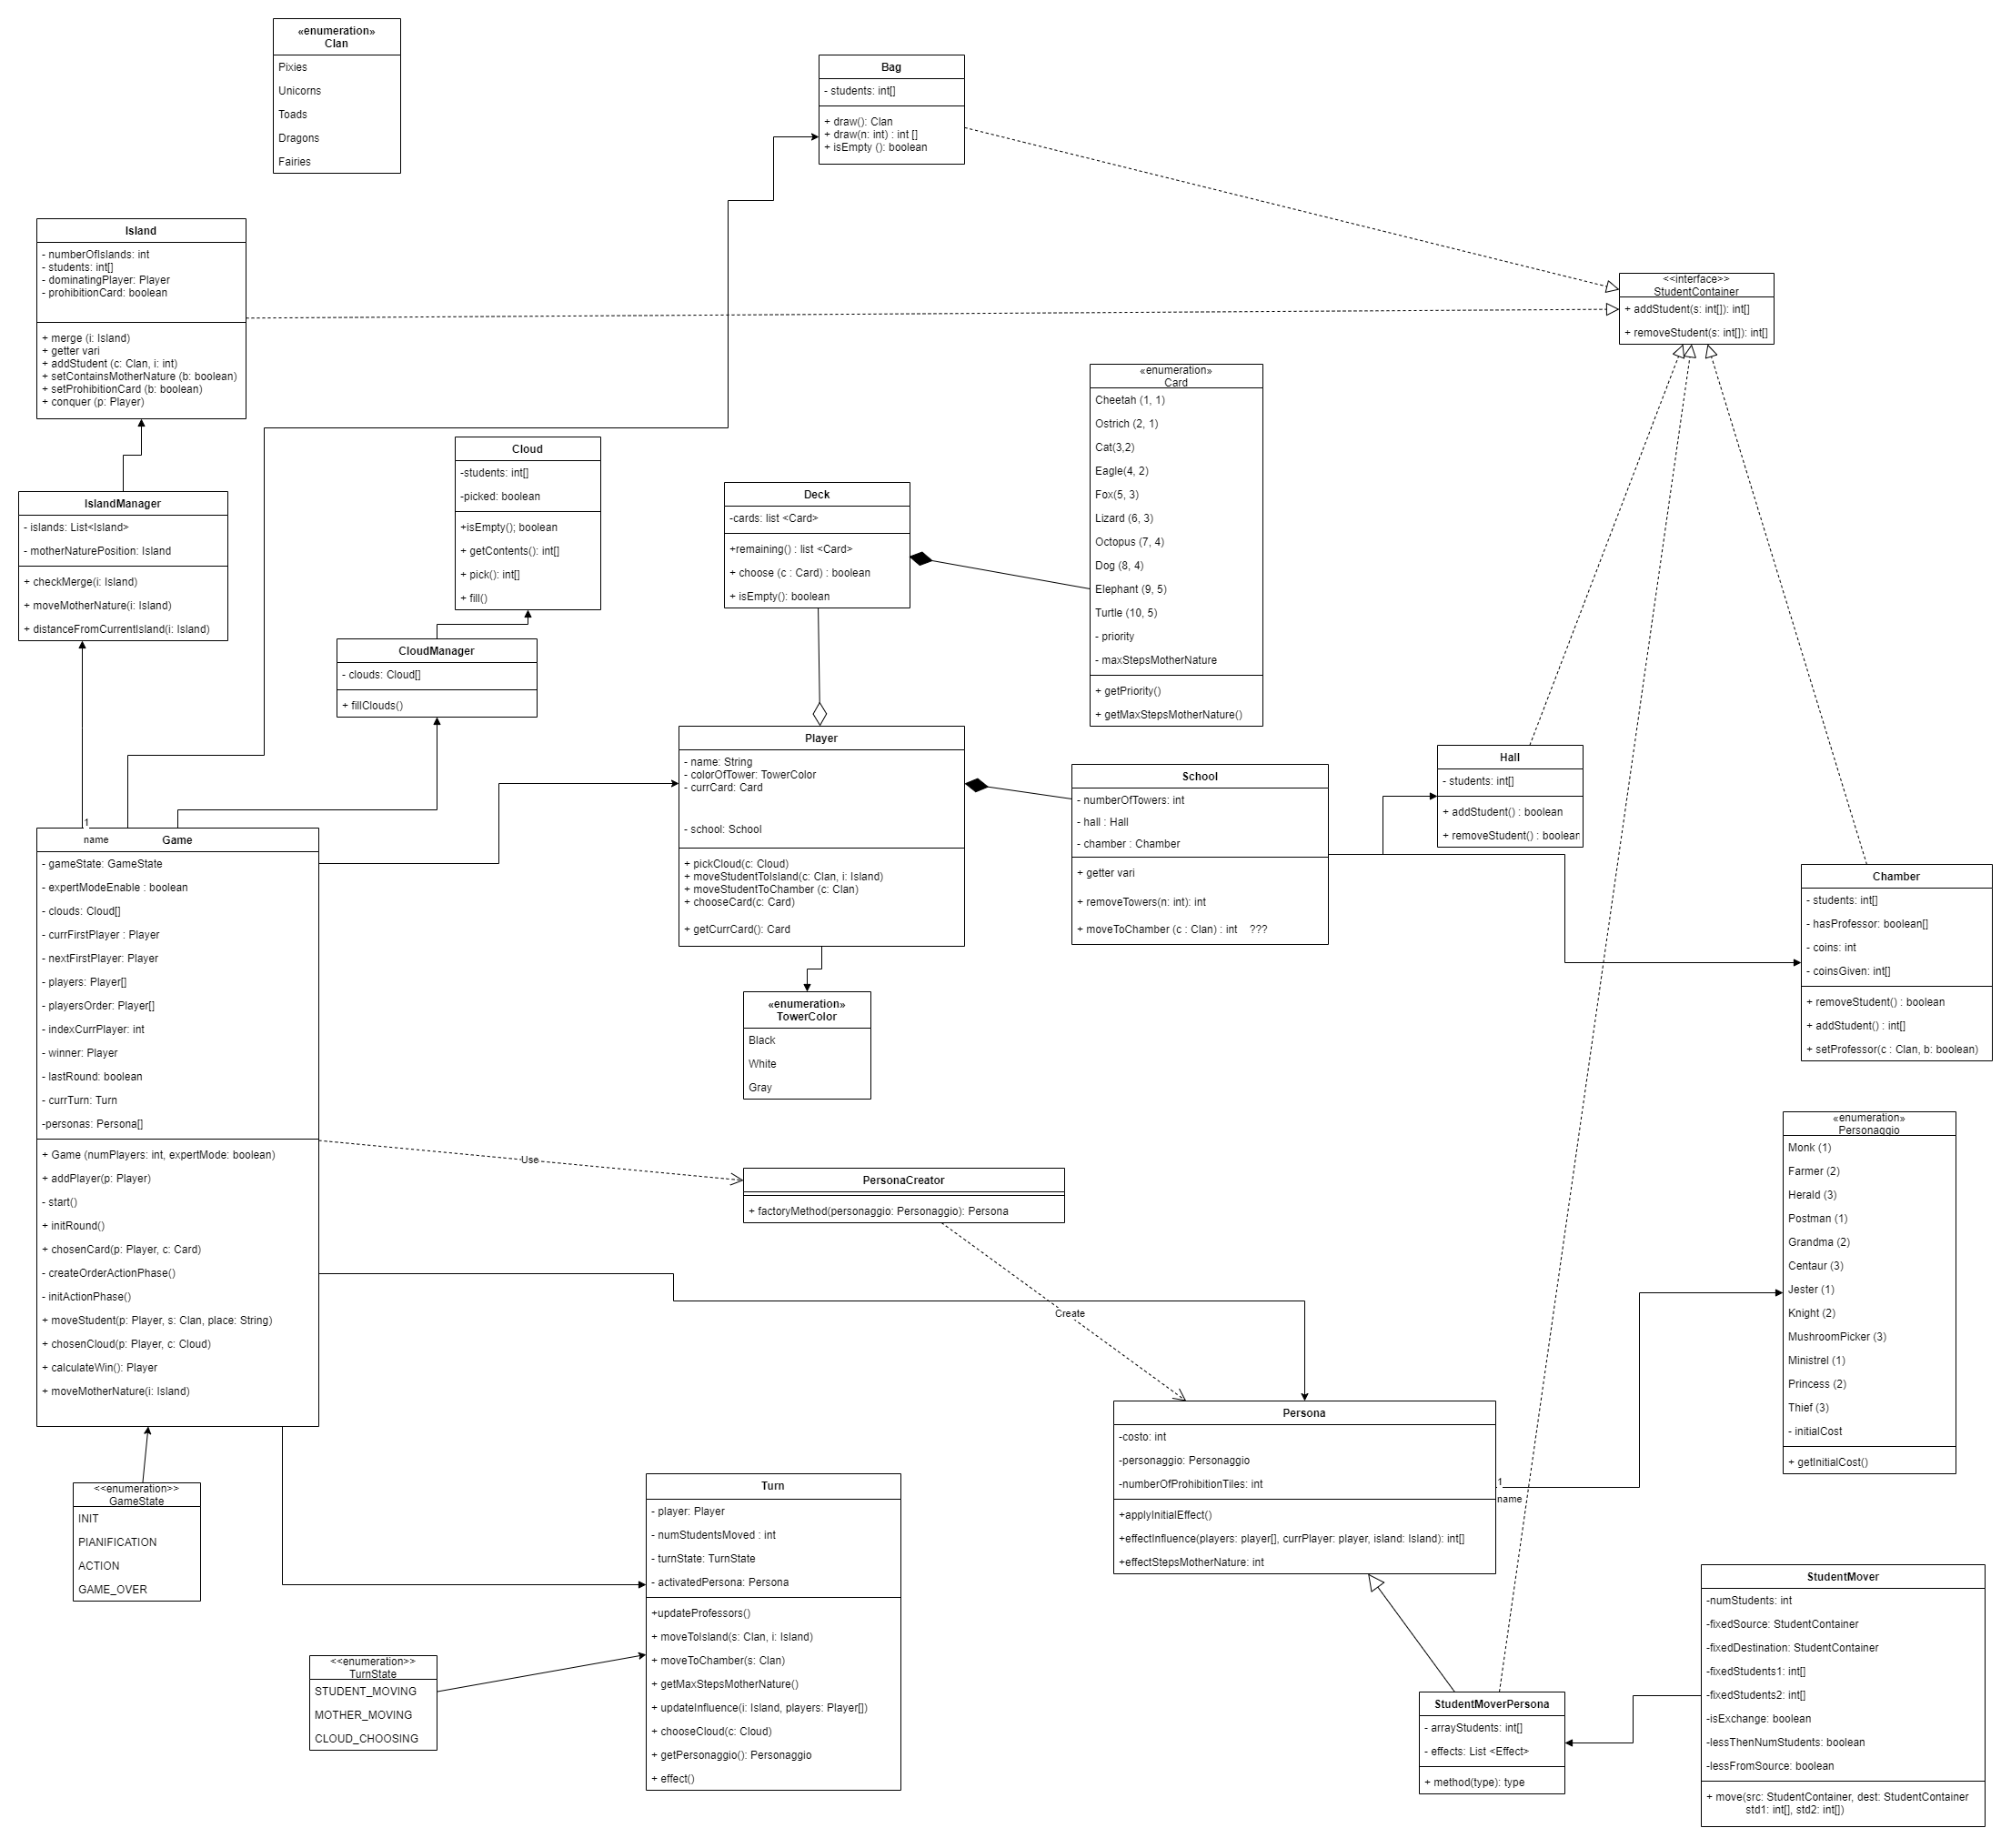 «enumeration»
Clan
Pixies
Unicorns
Toads
Dragons
Fairies
Bag
- students: int[]
+ draw(): Clan
+ draw(n: int) : int []
+ isEmpty (): boolean
Island
- numberOfIslands: int
- students: int[]
- dominatingPlayer: Player
- prohibitionCard: boolean
+ merge (i: Island)
+ getter vari
+ addStudent (c: Clan, i: int)
+ setContainsMotherNature (b: boolean)
+ setProhibitionCard (b: boolean)
+ conquer (p: Player)
<<interface>>
StudentContainer
+ addStudent(s: int[]): int[]
+ removeStudent(s: int[]): int[]
«enumeration»
Card
Cheetah (1, 1)
Ostrich (2, 1)
Cat(3,2)
Eagle(4, 2)
Fox(5, 3)
Lizard (6, 3)
Octopus (7, 4)
Dog (8, 4)
Elephant (9, 5)
Turtle (10, 5)
- priority
- maxStepsMotherNature
+ getPriority()
+ getMaxStepsMotherNature()
Cloud
-students: int[]
-picked: boolean
+isEmpty(); boolean
+ getContents(): int[]
+ pick(): int[]
+ fill()
Deck
-cards: list <Card>
+remaining() : list <Card>
+ choose (c : Card) : boolean
+ isEmpty(): boolean
IslandManager
- islands: List<Island>
- motherNaturePosition: Island
+ checkMerge(i: Island)
+ moveMotherNature(i: Island)
+ distanceFromCurrentIsland(i: Island)
CloudManager
- clouds: Cloud[]
+ fillClouds()
Player
- name: String
- colorOfTower: TowerColor
- currCard: Card
- school: School
+ pickCloud(c: Cloud)
+ moveStudentToIsland(c: Clan, i: Island)
+ moveStudentToChamber (c: Clan)
+ chooseCard(c: Card)
+ getCurrCard(): Card
School
- numberOfTowers: int
- hall : Hall
- chamber : Chamber
+ getter vari
+ removeTowers(n: int): int
+ moveToChamber (c : Clan) : int ???
Hall
- students: int[]
+ addStudent() : boolean
+ removeStudent() : boolean
Chamber
- students: int[]
- hasProfessor: boolean[]
- coins: int
- coinsGiven: int[]
+ removeStudent() : boolean
+ addStudent() : int[]
+ setProfessor(c : Clan, b: boolean)
1
name
Game
- gameState: GameState
- expertModeEnable : boolean
- clouds: Cloud[]
- currFirstPlayer : Player
- nextFirstPlayer: Player
- players: Player[]
- playersOrder: Player[]
- indexCurrPlayer: int
- winner: Player
- lastRound: boolean
- currTurn: Turn
-personas: Persona[]
+ Game (numPlayers: int, expertMode: boolean)
+ addPlayer(p: Player)
- start()
+ initRound()
+ chosenCard(p: Player, c: Card)
- createOrderActionPhase()
- initActionPhase()
+ moveStudent(p: Player, s: Clan, place: String)
+ chosenCloud(p: Player, c: Cloud)
+ calculateWin(): Player
+ moveMotherNature(i: Island)
«enumeration»
TowerColor
Black
White
Gray
Use
PersonaCreator
+ factoryMethod(personaggio: Personaggio): Persona
Create
«enumeration»
Personaggio
Monk (1)
Farmer (2)
Herald (3)
Postman (1)
Grandma (2)
Centaur (3)
Jester (1)
Knight (2)
MushroomPicker (3)
Ministrel (1)
Princess (2)
Thief (3)
- initialCost
+ getInitialCost()
Persona
-costo: int
-personaggio: Personaggio
-numberOfProhibitionTiles: int
+applyInitialEffect()
+effectInfluence(players: player[], currPlayer: player, island: Island): int[]
+effectStepsMotherNature: int
1
name
<<enumeration>>
GameState
INIT
PIANIFICATION
ACTION
GAME_OVER
Turn
- player: Player
- numStudentsMoved : int
- turnState: TurnState
- activatedPersona: Persona
+updateProfessors()
+ moveToIsland(s: Clan, i: Island)
+ moveToChamber(s: Clan)
+ getMaxStepsMotherNature()
+ updateInfluence(i: Island, players: Player[])
+ chooseCloud(c: Cloud)
+ getPersonaggio(): Personaggio
+ effect()
<<enumeration>>
TurnState
STUDENT_MOVING
MOTHER_MOVING
CLOUD_CHOOSING
StudentMoverPersona
- arrayStudents: int[]
- effects: List <Effect>
+ method(type): type
StudentMover
-numStudents: int
-fixedSource: StudentContainer
-fixedDestination: StudentContainer
-fixedStudents1: int[]
-fixedStudents2: int[]
-isExchange: boolean
-lessThenNumStudents: boolean
-lessFromSource: boolean
+ move(src: StudentContainer, dest: StudentContainer
std1: int[], std2: int[])